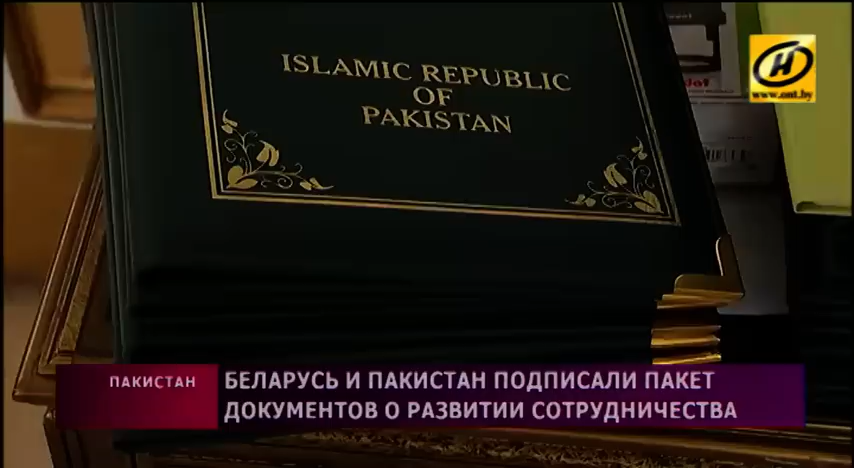 ISLAMIC REPUBLIC
OF
PAKISTAN
www.ont.by
ПАКИСТАН
БЕЛАРУСЬ И ПАКИСТАН ПОДПИСАЛИ ПАКЕТ
ДОКУМЕНТОВ О РАЗВИТИИ СОТРУДНИЧЕСТВА